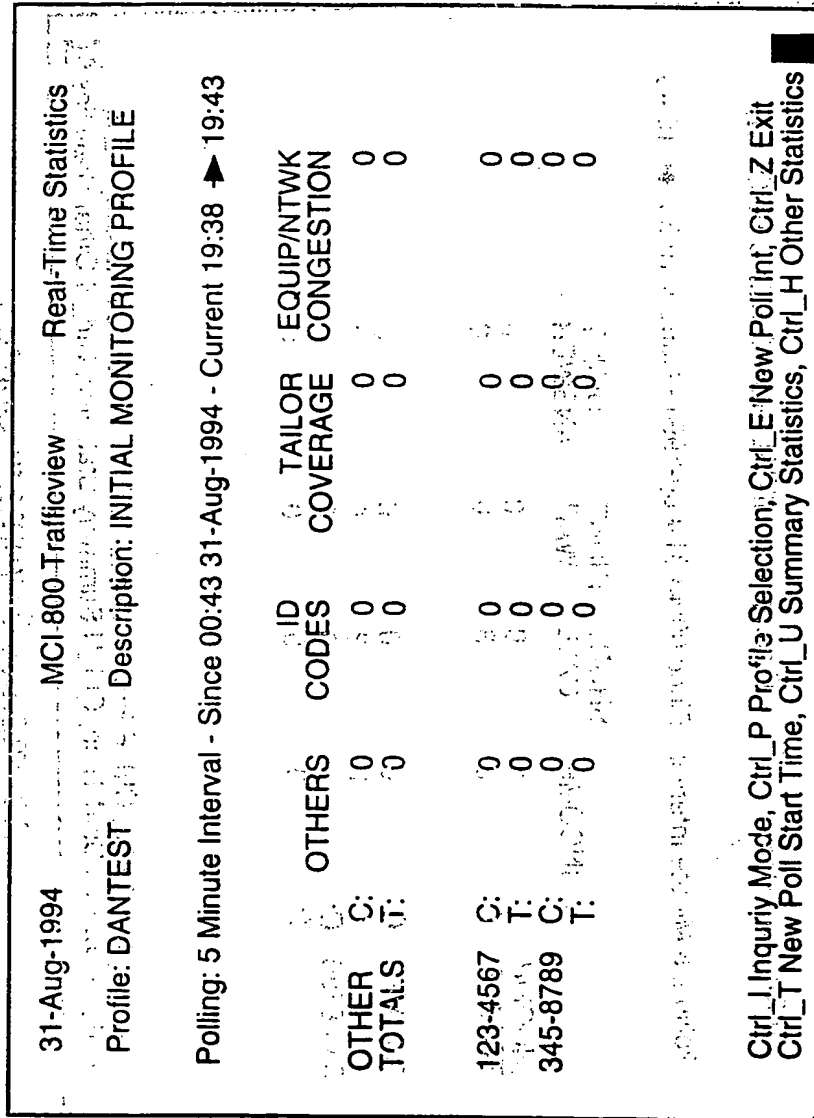 31-Aug-1994 MCI-800-Trafficview Real-Time Statistics
Profile: DANTEST Description: INITIAL MONITORING PROFILE
Polling: 5 Minute Interval - Since 00:43 31-Aug-1994 - Current 19:38 → 19:43
OTHERS ID CODES TAILOR COVERAGE EQUIP/NTWK CONGESTION
OTHER C: 0 0 0 0
TOTALS T: 0 0 0 0
123-4567 C: 0 0 0 0
T: 0 0 0 0
345-8789 C: 0 0 0 0
T: 0 0 0 0
Ctrl_I Inquriy Mode, Ctrl_P Profile Selection, Ctrl_E New Poll Int, Ctrl_Z Exit
Ctrl_T New Poll Start Time, Ctrl_U Summary Statistics, Ctrl_H Other Statistics